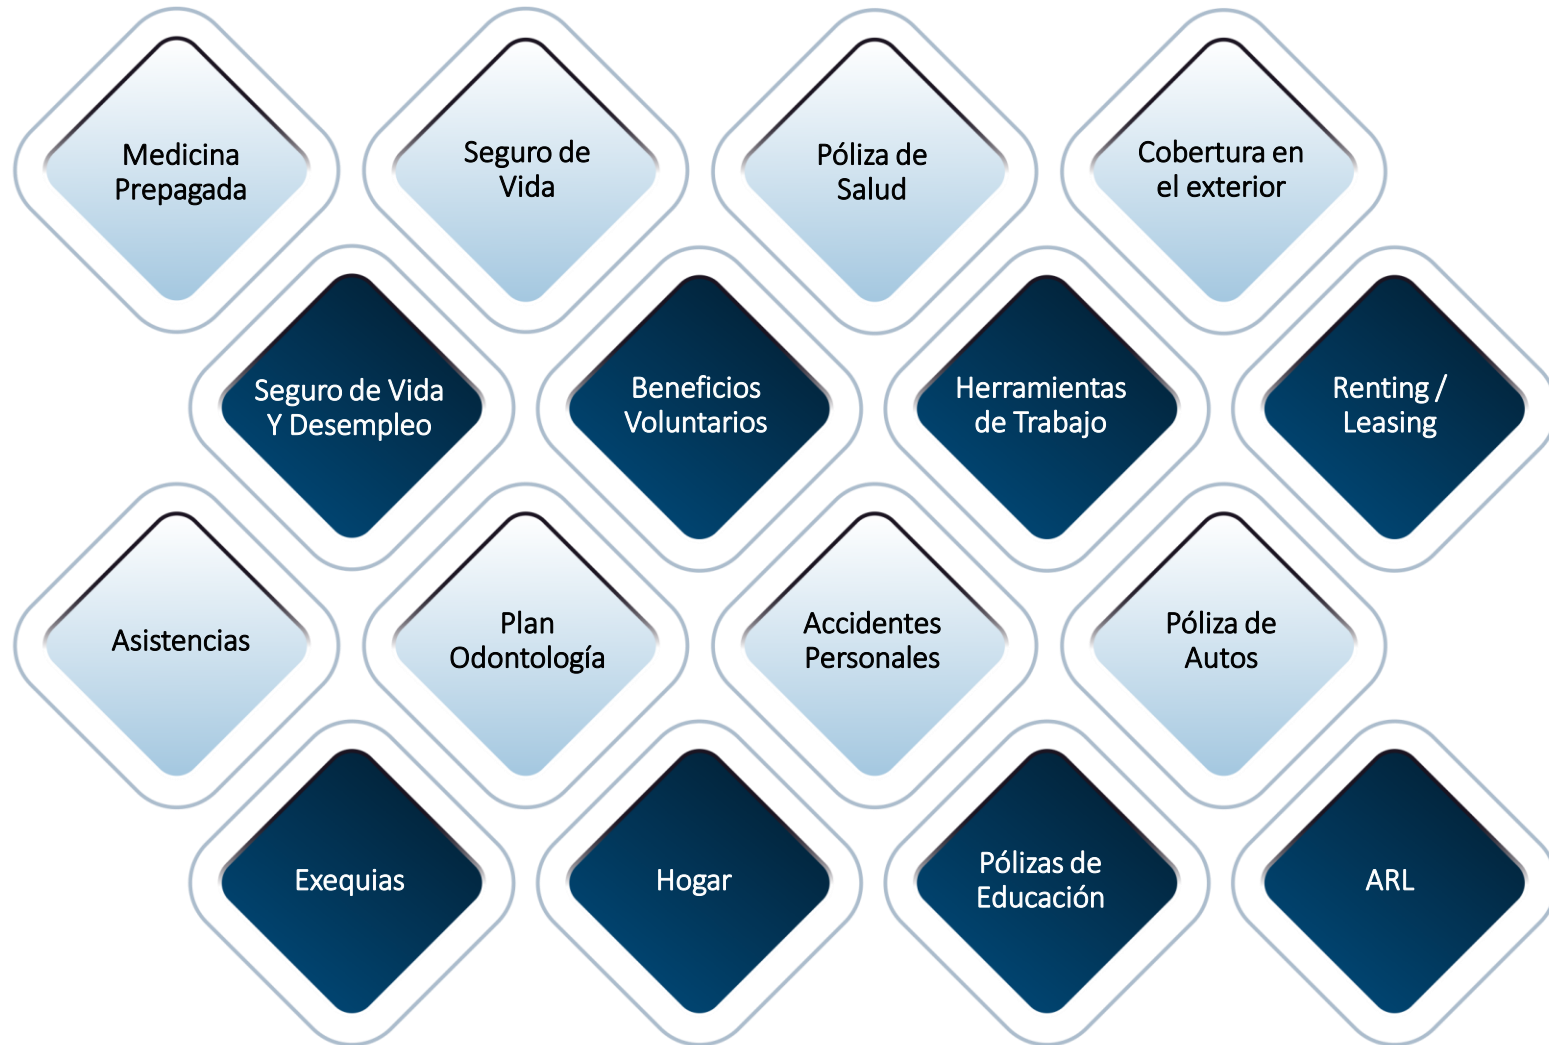 Medicina
Prepagada
Seguro de
Vida
Póliza de
Salud
Cobertura en
el exterior
Seguro de Vida
Y Desempleo
Beneficios
Voluntarios
Herramientas
de Trabajo
Renting /
Leasing
Asistencias
Plan
Odontología
Accidentes
Personales
Póliza de
Autos
Exequias
Hogar
Pólizas de
Educación
ARL